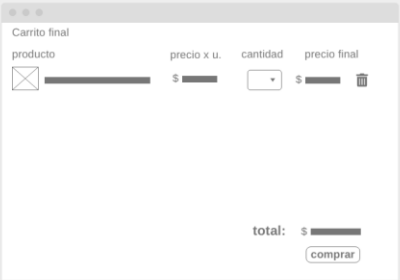 Carrito final
producto precio x u. cantidad precio final
$ $
total: $
comprar